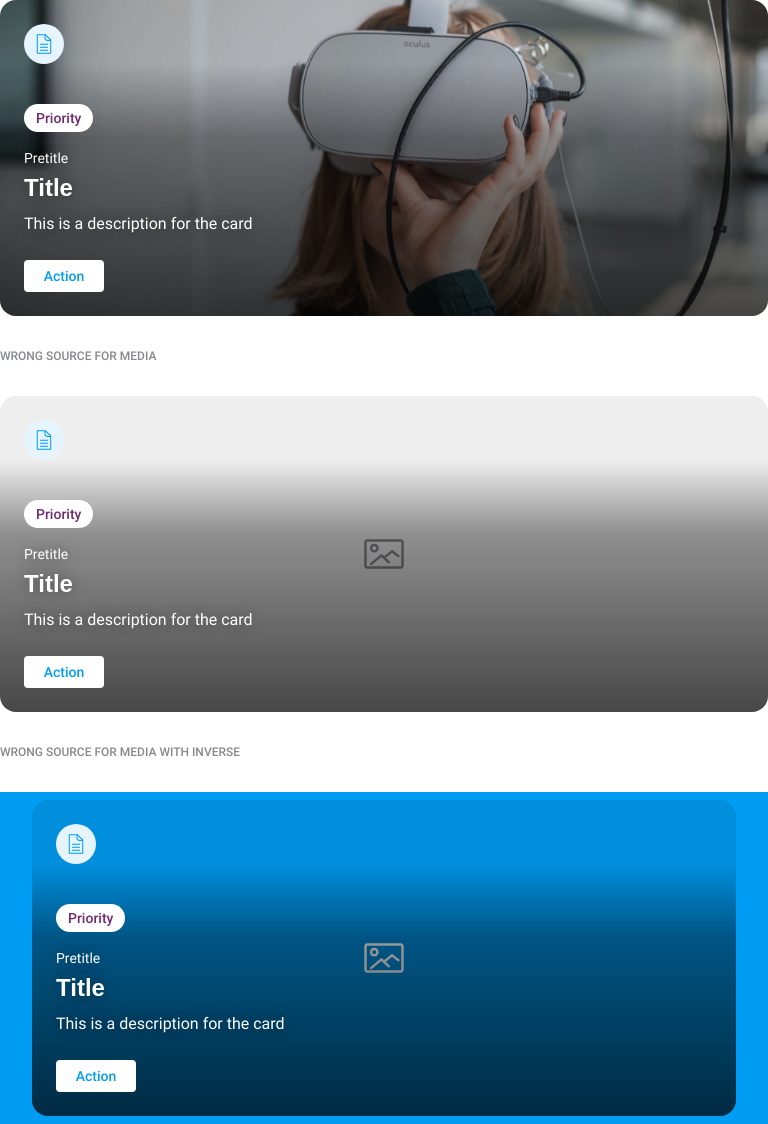 oculus
Priority
Pretitle
Title
This is a description for the card
Action
WRONG SOURCE FOR MEDIA
Priority
Pretitle
Title
This is a description for the card
Action
WRONG SOURCE FOR MEDIA WITH INVERSE
Priority
Pretitle
Title
This is a description for the card
Action